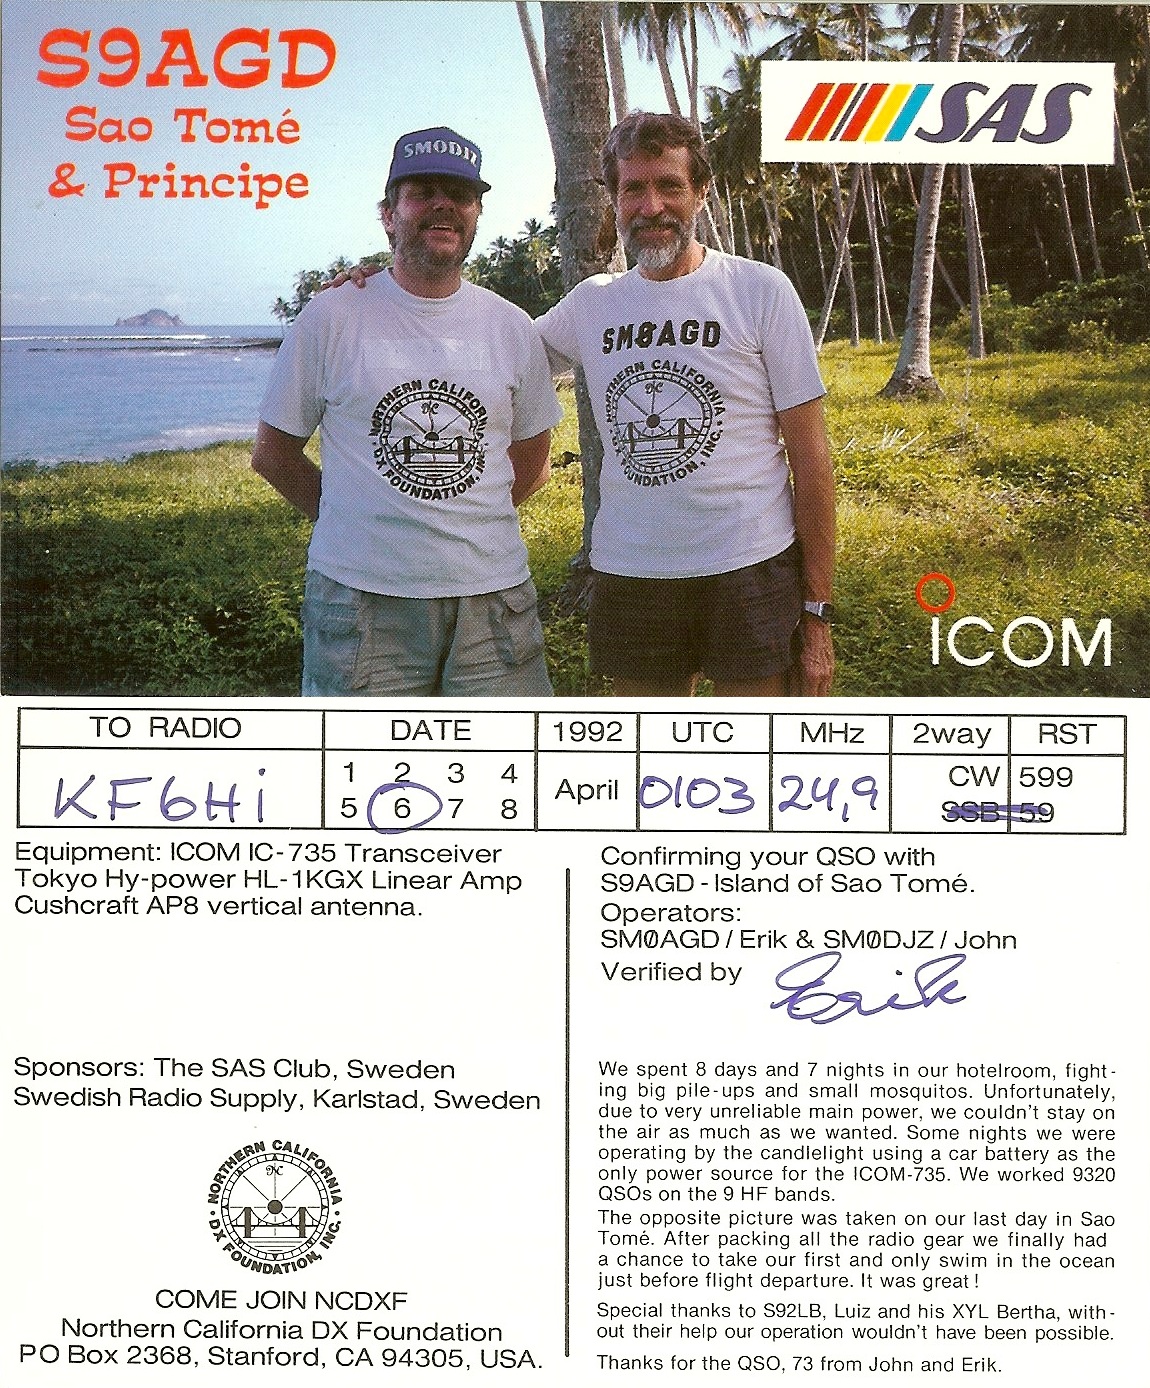 S9AGD
Sao Tomé
& Principe
SAS
SMODJZ
SMØAGD
NORTHERN CALIFORNIA
DX FOUNDATION, INC.
NORTHERN CALIFORNIA
DX FOUNDATION, INC.
ICOM
TO RADIO DATE 1992 UTC MHz 2way RST
KF6Hi 1 2 3 4 April 0103 24,9 CW 599
5 6 7 8 SSB 59
Equipment: ICOM IC-735 Transceiver
Tokyo Hy-power HL-1KGX Linear Amp
Cushcraft AP8 vertical antenna.
Sponsors: The SAS Club, Sweden
Swedish Radio Supply, Karlstad, Sweden
NORTHERN CALIFORNIA
DX FOUNDATION, INC.
COME JOIN NCDXF
Northern California DX Foundation
PO Box 2368, Stanford, CA 94305, USA.
Confirming your QSO with
S9AGD - Island of Sao Tomé.
Operators:
SMØAGD / Erik & SMØDJZ / John
Verified by Erik
We spent 8 days and 7 nights in our hotelroom, fight-
ing big pile-ups and small mosquitos. Unfortunately,
due to very unreliable main power, we couldn't stay on
the air as much as we wanted. Some nights we were
operating by the candlelight using a car battery as the
only power source for the ICOM-735. We worked 9320
QSOs on the 9 HF bands.
The opposite picture was taken on our last day in Sao
Tomé. After packing all the radio gear we finally had
a chance to take our first and only swim in the ocean
just before flight departure. It was great!
Special thanks to S92LB, Luiz and his XYL Bertha, with-
out their help our operation wouldn't have been possible.
Thanks for the QSO, 73 from John and Erik.